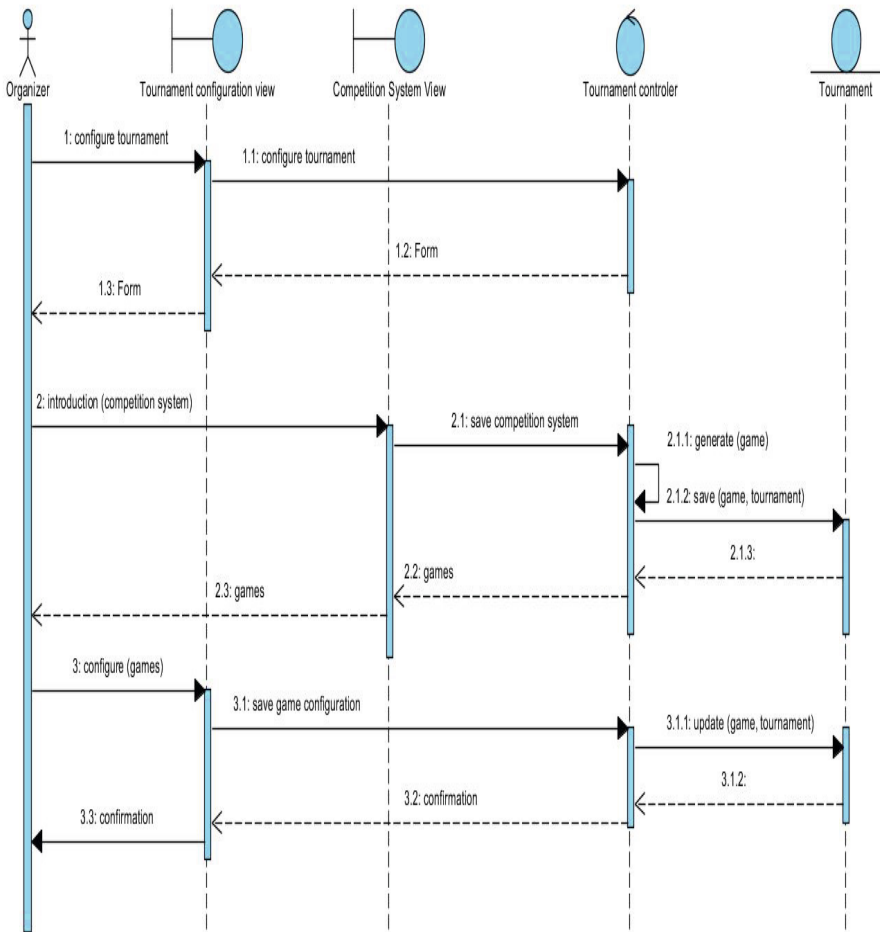 Organizer
Tournament configuration view
Competition System View
Tournament controler
Tournament
1: configure tournament
1.1: configure tournament
1.2: Form
1.3: Form
2: introduction (competition system)
2.1: save competition system
2.1.1: generate (game)
2.1.2: save (game, tournament)
2.1.3:
2.2: games
2.3: games
3: configure (games)
3.1: save game configuration
3.1.1: update (game, tournament)
3.1.2:
3.2: confirmation
3.3: confirmation